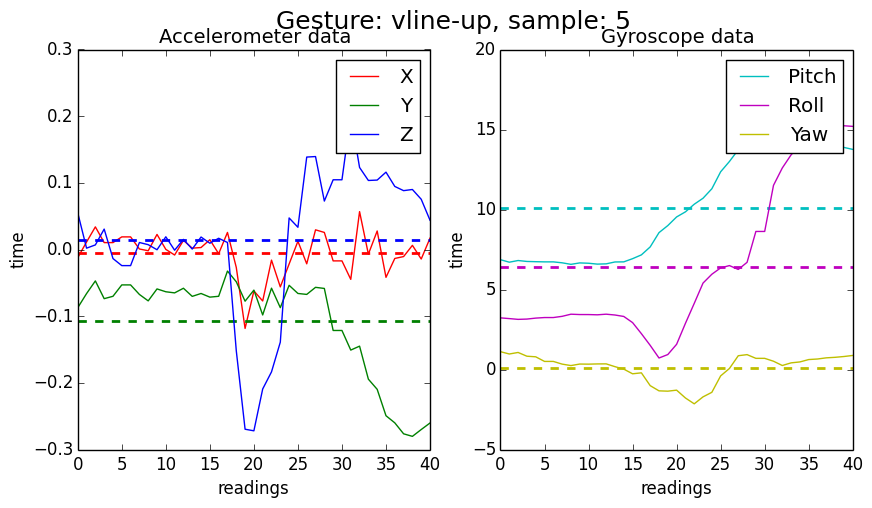 Gesture: vline-up, sample: 5
Accelerometer data
0.3
0.2
0.1
0.0
−0.1
−0.2
−0.3
time
X
Y
Z
0 5 10 15 20 25 30 35 40
readings
Gyroscope data
20
15
10
5
0
−5
time
Pitch
Roll
Yaw
0 5 10 15 20 25 30 35 40
readings